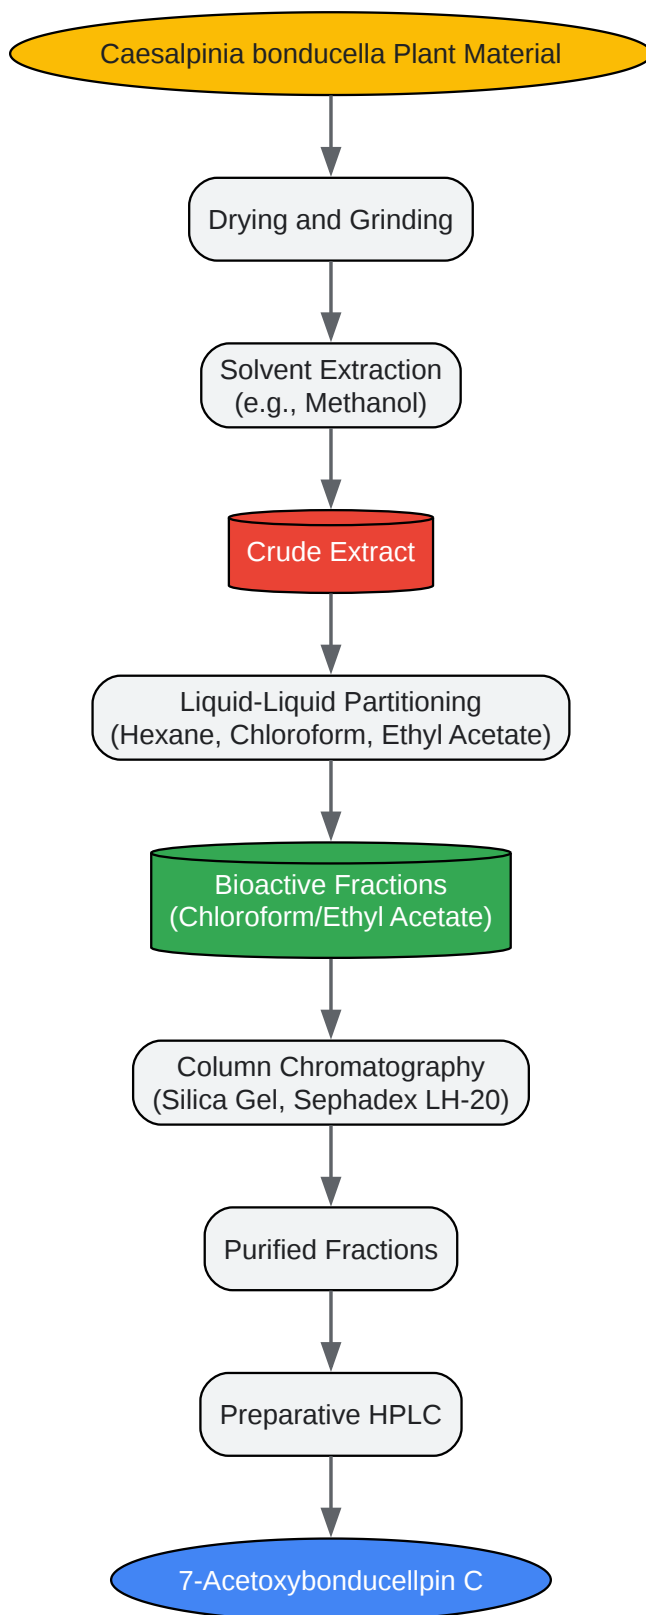 Caesalpinia bonducella Plant Material
Drying and Grinding
Solvent Extraction
(e.g., Methanol)
Crude Extract
Liquid-Liquid Partitioning
(Hexane, Chloroform, Ethyl Acetate)
Bioactive Fractions
(Chloroform/Ethyl Acetate)
Column Chromatography
(Silica Gel, Sephadex LH-20)
Purified Fractions
Preparative HPLC
7-Acetoxybonducellpin C